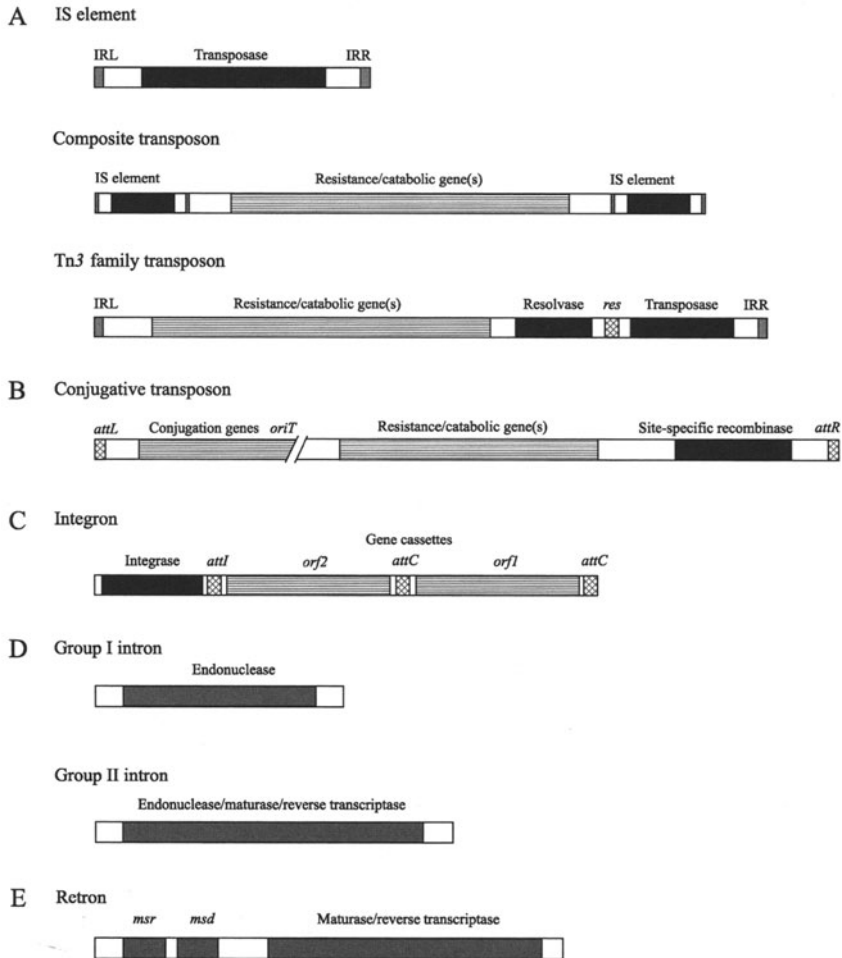 A IS element
IRL Transposase IRR
Composite transposon
IS element Resistance/catabolic gene(s) IS element
Tn3 family transposon
IRL Resistance/catabolic gene(s) Resolvase res Transposase IRR
B Conjugative transposon
attL Conjugation genes oriT Resistance/catabolic gene(s) Site-specific recombinase attR
C Integron
Gene cassettes
Integrase attI orf2 attC orf1 attC
D Group I intron
Endonuclease
Group II intron
Endonuclease/maturase/reverse transcriptase
E Retron
msr msd Maturase/reverse transcriptase